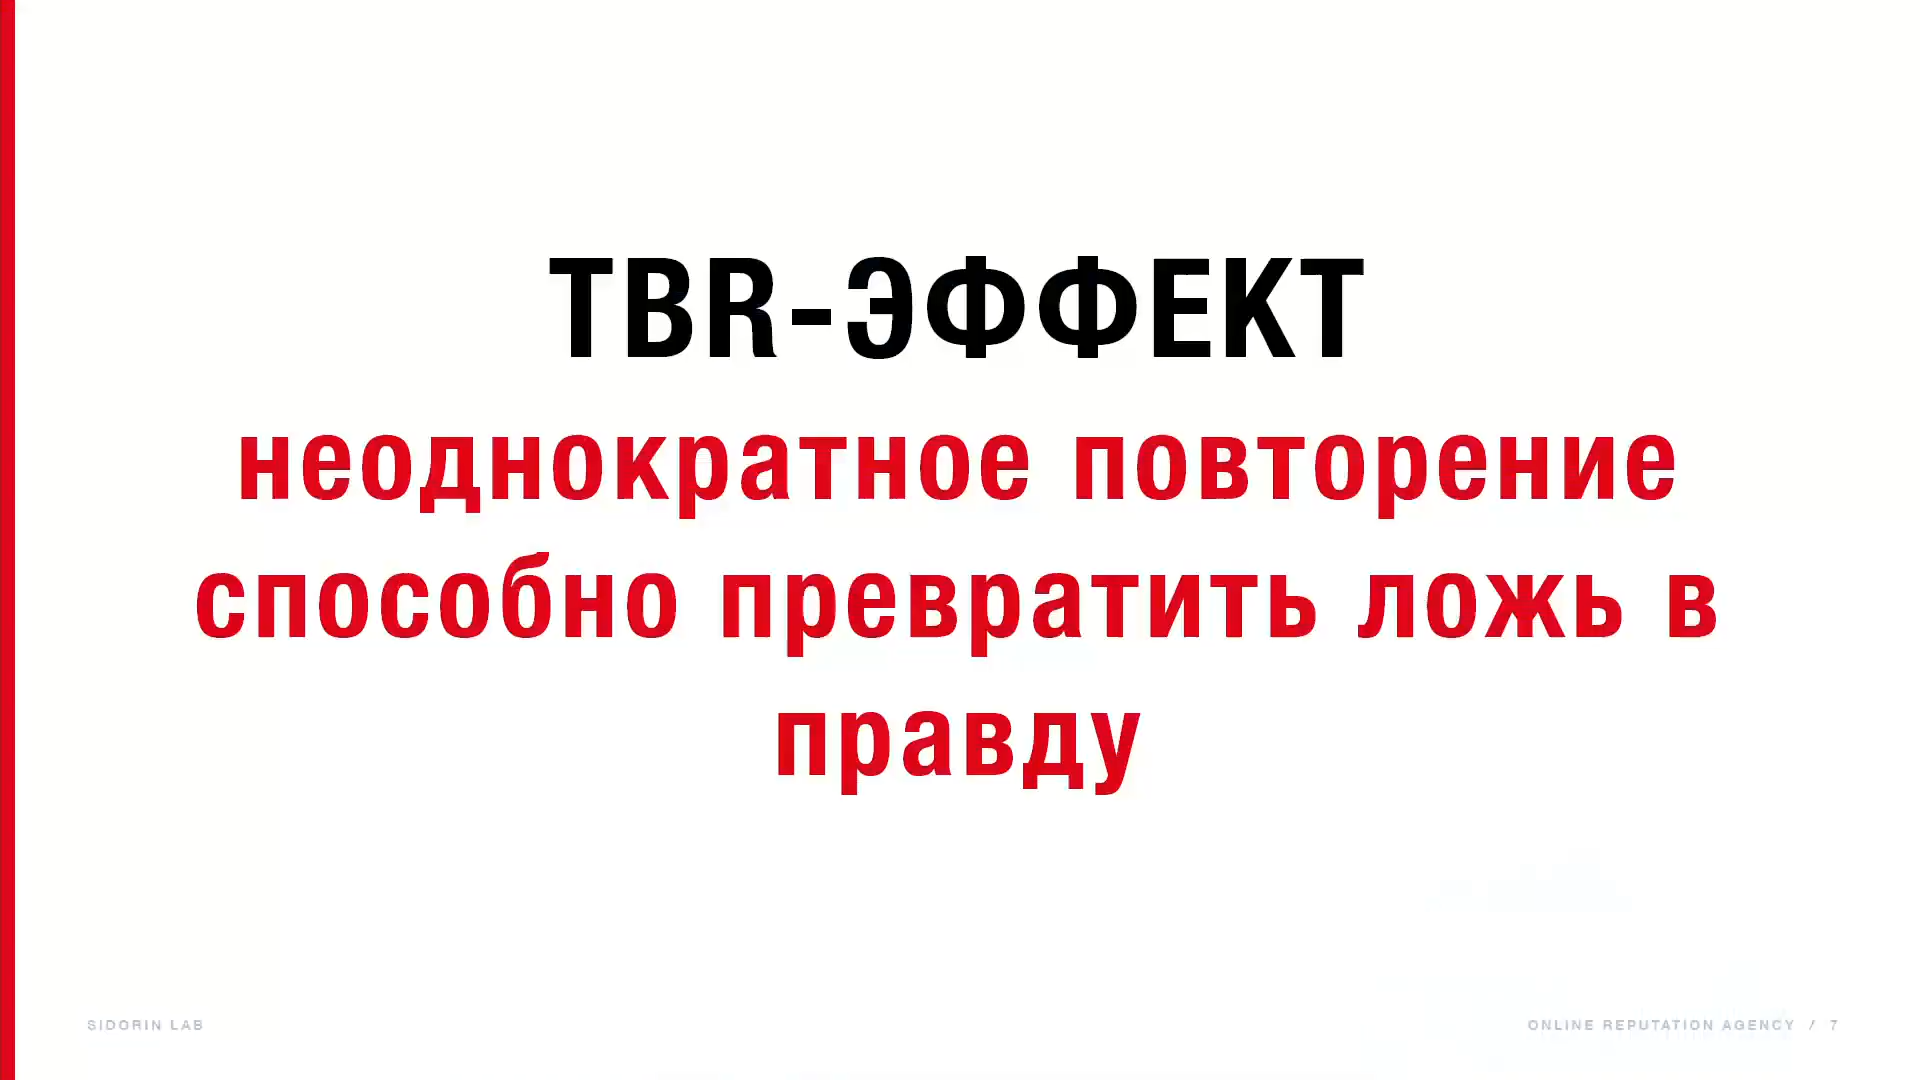 TBR-ЭФФЕКТ
неоднократное повторение
способно превратить ложь в
правду
SIDORIN LAB
ONLINE REPUTATION AGENCY / 7